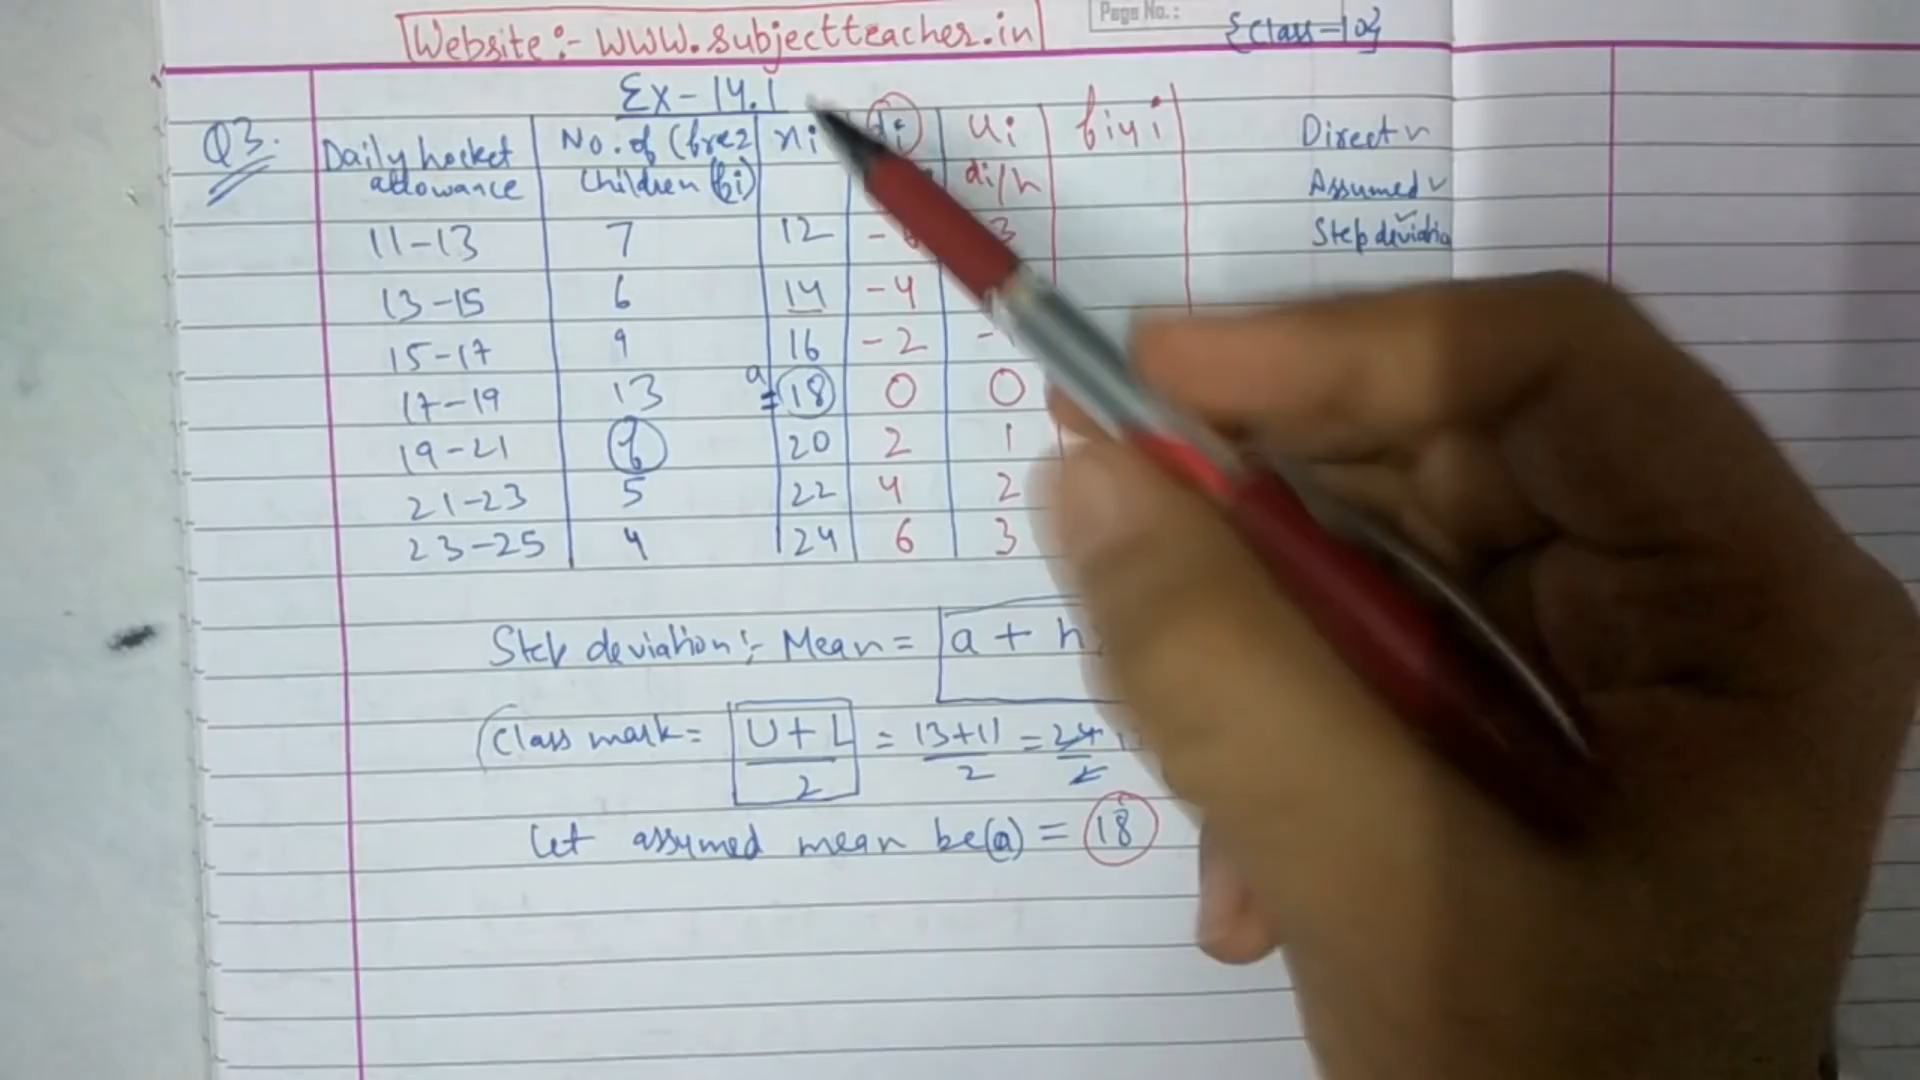 Page No.:
Website:- www.subjectteacher.in
{Class-10}
Ex-14.1
Q3.
Daily pocket allowance No. of children (fi) xi di ui fiui
di/h
11-13 7 12
13-15 6 14 -4
15-17 9 16 -2
a = 18
17-19 13 0 0
19-21 f 20 2 1
21-23 5 22 4 2
23-25 4 24 6 3
Direct ✓
Assumed ✓
Step deviation
Step deviation:- Mean = a + h
Class mark = U+L/2 = 13+11/2 = 24/2
Let assumed mean be(a) = 18